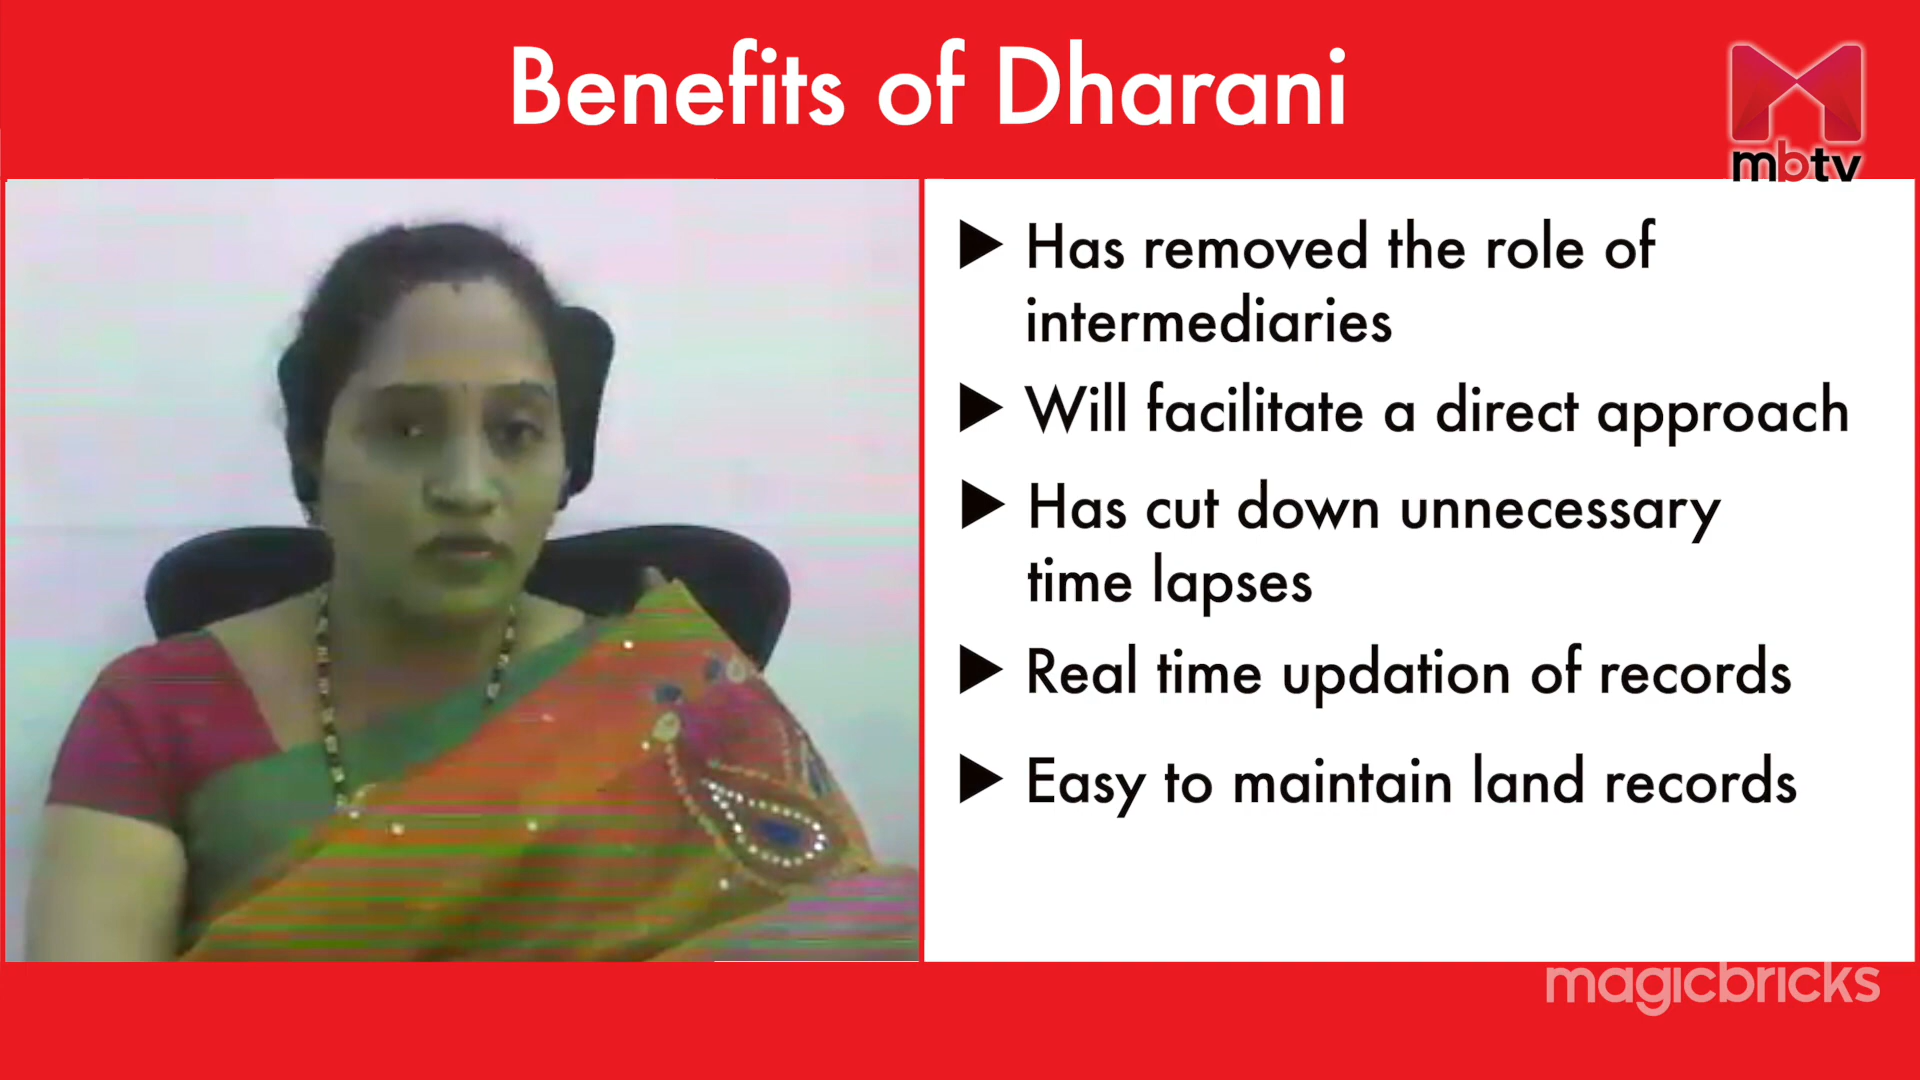 Benefits of Dharani
mbtv
▶ Has removed the role of
intermediaries
▶ Will facilitate a direct approach
▶ Has cut down unnecessary
time lapses
▶ Real time updation of records
▶ Easy to maintain land records
magicbricks